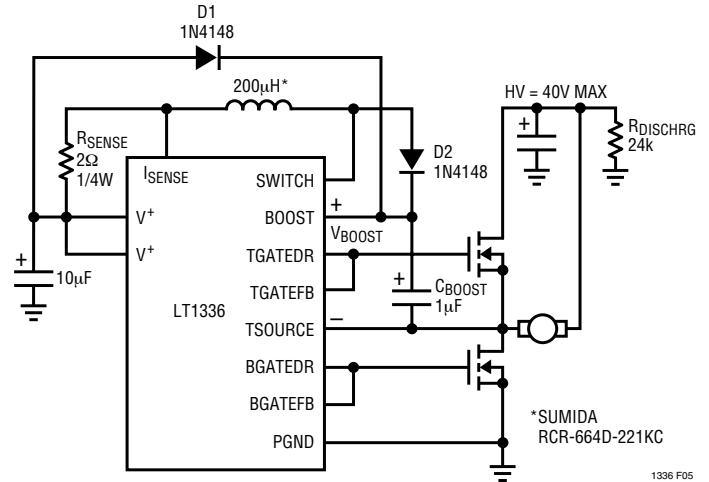 D1
1N4148
200µH*
HV = 40V MAX
RSENSE
2Ω
1/4W
ISENSE
+
RDISCHRG
24k
D2
1N4148
SWITCH
V+
BOOST
+
VBOOST
V+
TGATEDR
+
10µF
TGATEFB
+
CBOOST
1µF
LT1336
TSOURCE
–
BGATEDR
BGATEFB
*SUMIDA
RCR-664D-221KC
PGND
1336 F05